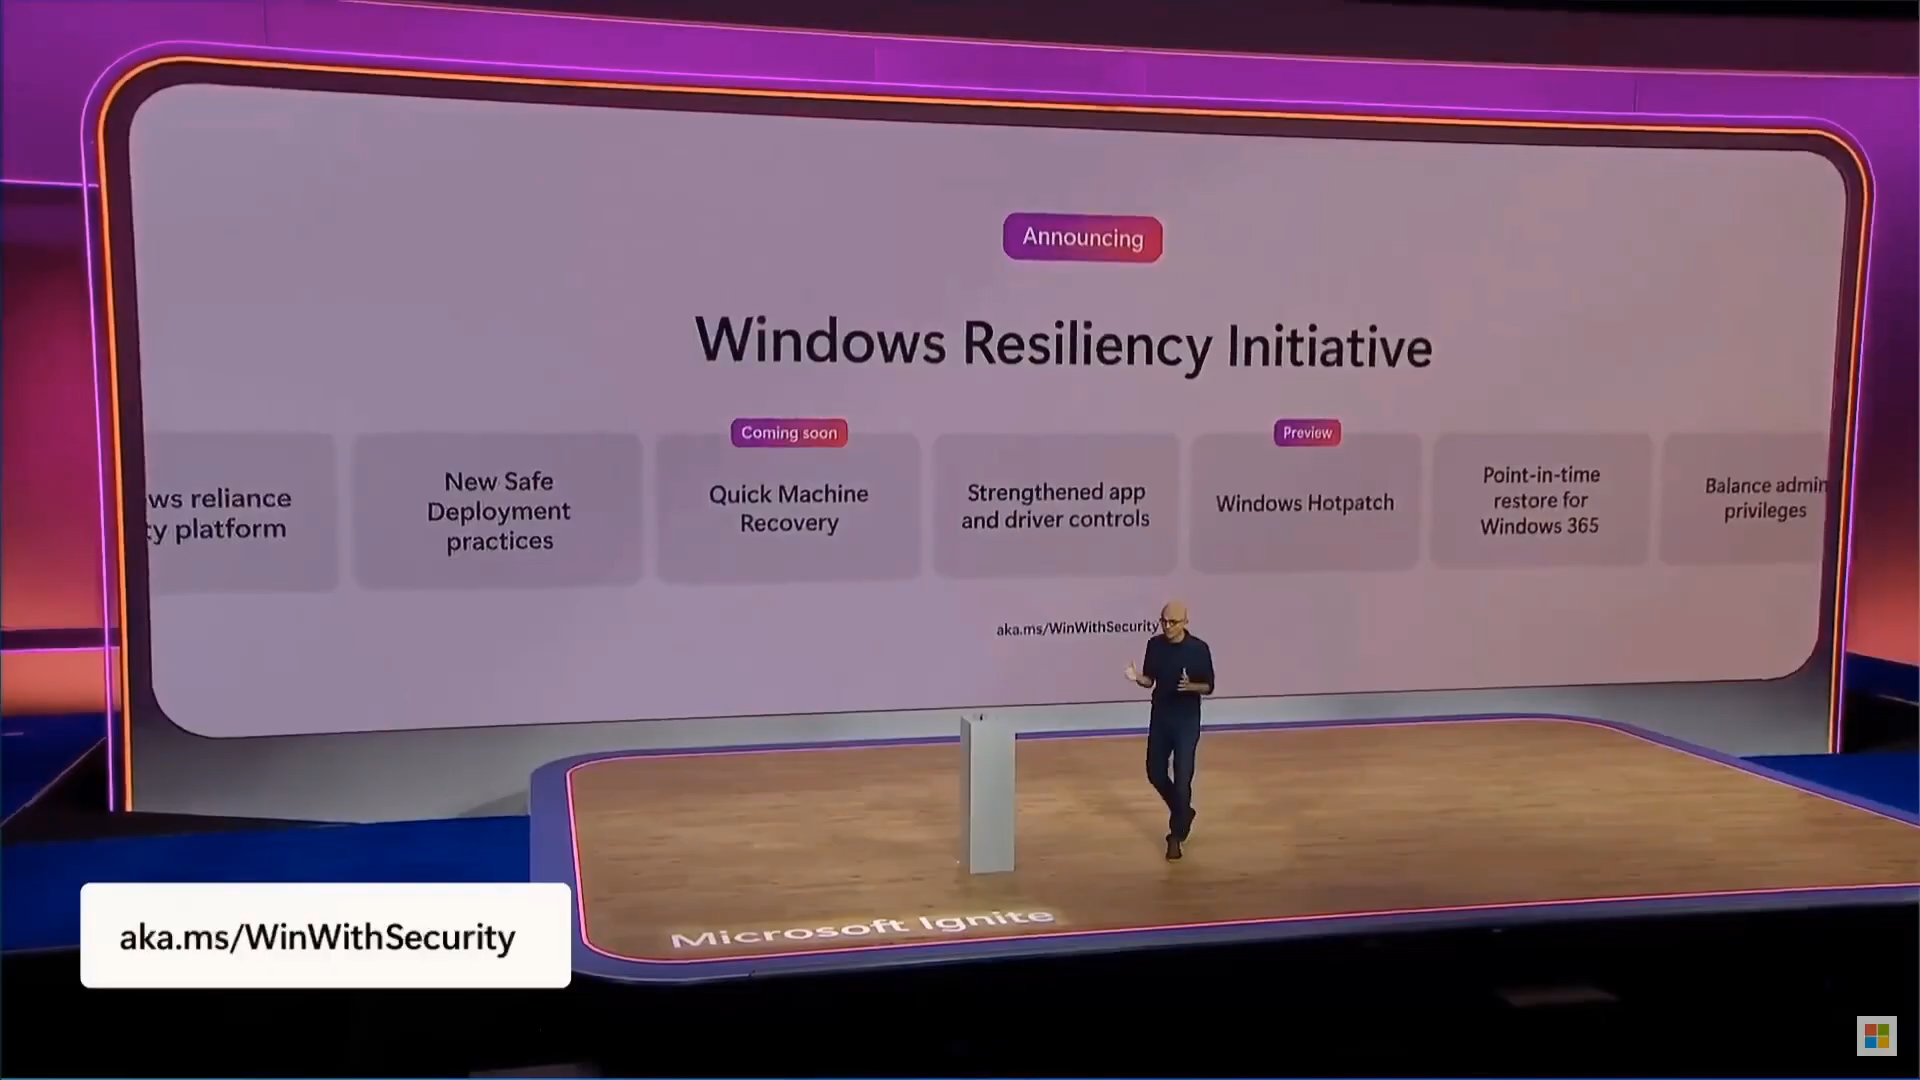 Announcing
Windows Resiliency Initiative
ws reliance
ty platform
New Safe
Deployment
practices
Coming soon
Quick Machine
Recovery
Strengthened app
and driver controls
Preview
Windows Hotpatch
Point-in-time
restore for
Windows 365
Balance admin
privileges
aka.ms/WinWithSecurity
Microsoft Ignite
aka.ms/WinWithSecurity